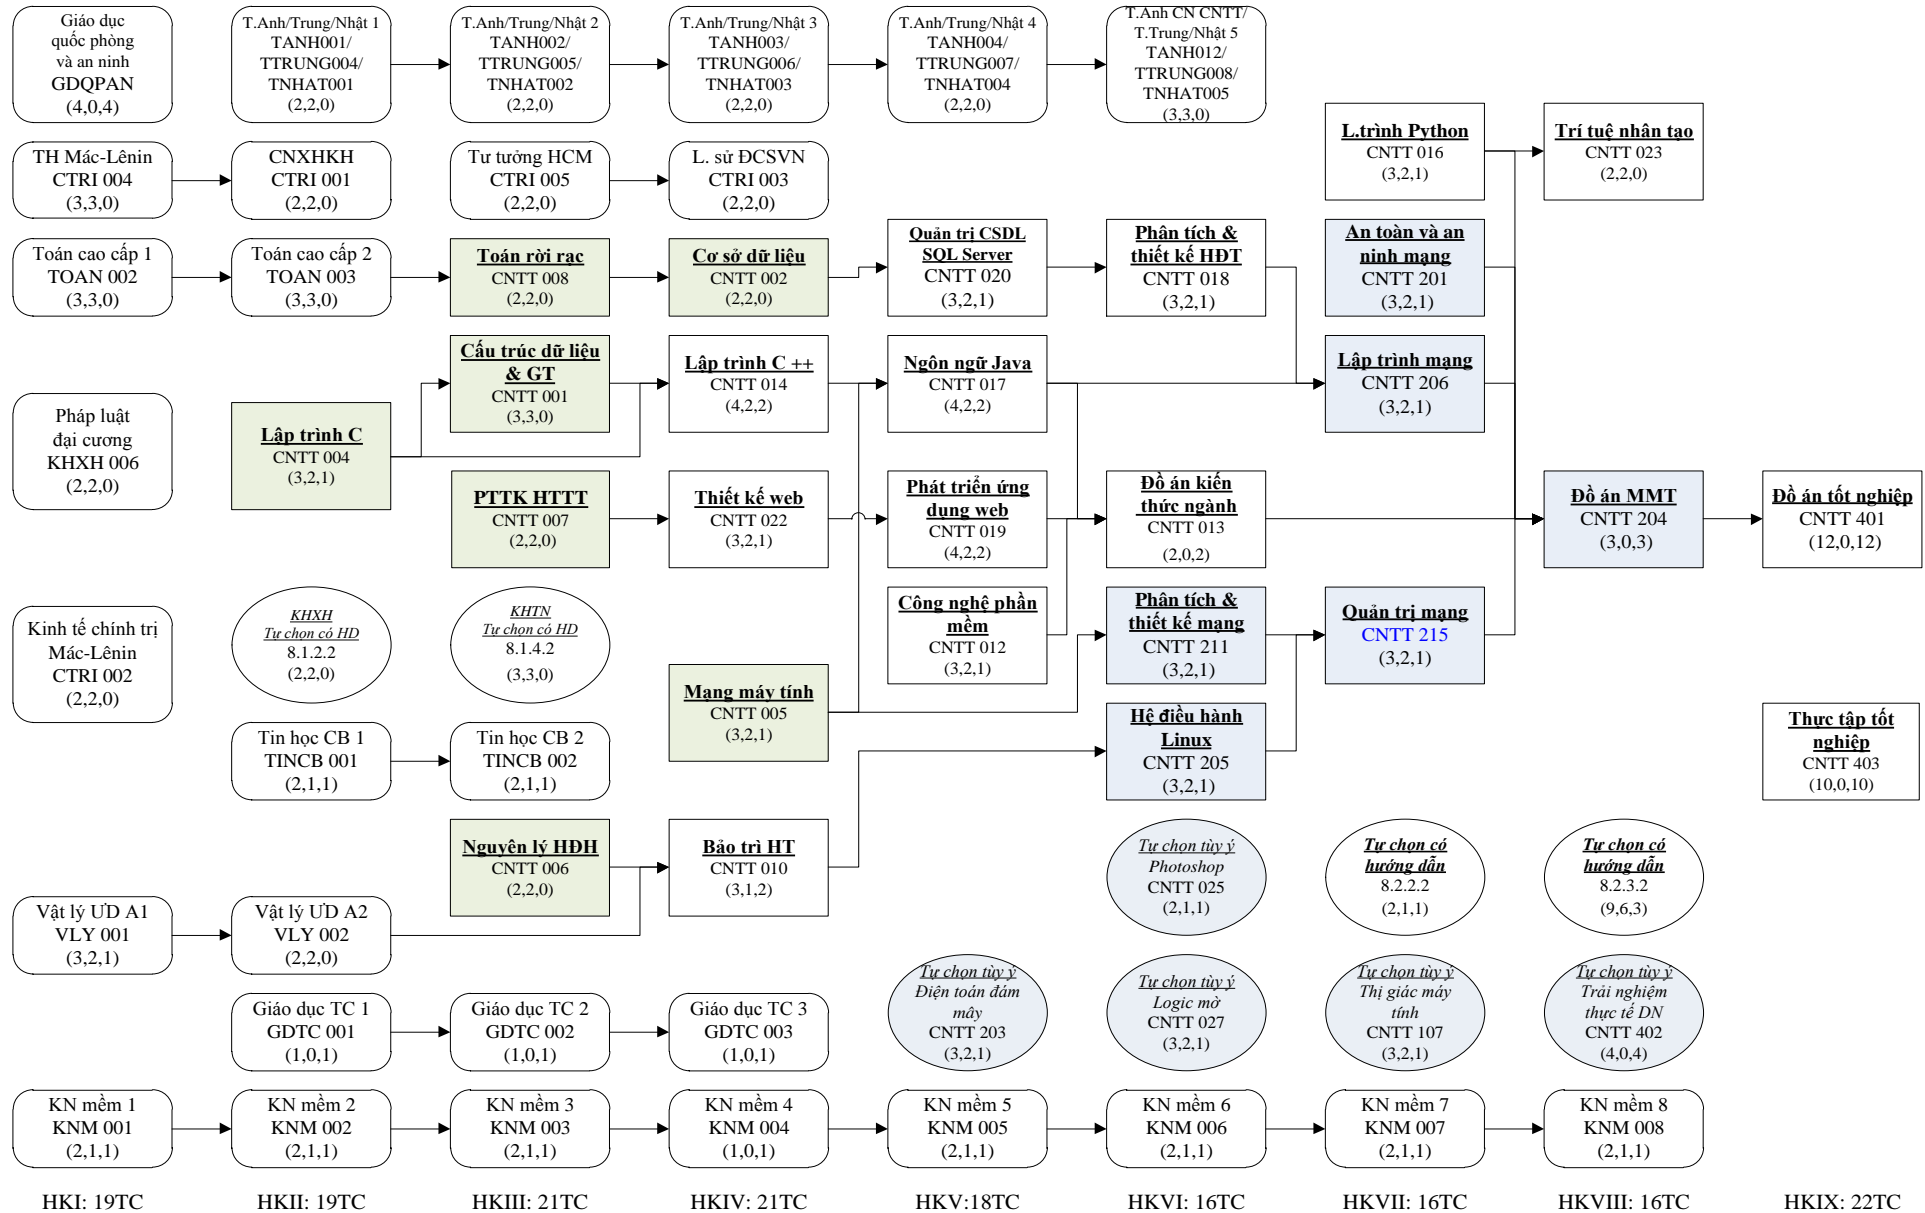 Giáo dục
quốc phòng
và an ninh
GDQPAN
(4,0,4)
T.Anh/Trung/Nhật 1
TANH001/
TTRUNG004/
TNHAT001
(2,2,0)
T.Anh/Trung/Nhật 2
TANH002/
TTRUNG005/
TNHAT002
(2,2,0)
T.Anh/Trung/Nhật 3
TANH003/
TTRUNG006/
TNHAT003
(2,2,0)
T.Anh/Trung/Nhật 4
TANH004/
TTRUNG007/
TNHAT004
(2,2,0)
T.Anh CN CNTT/
T.Trung/Nhật 5
TANH012/
TTRUNG008/
TNHAT005
(3,3,0)
L.trình Python
CNTT 016
(3,2,1)
Trí tuệ nhân tạo
CNTT 023
(2,2,0)
TH Mác-Lênin
CTRI 004
(3,3,0)
CNXHKH
CTRI 001
(2,2,0)
Tư tưởng HCM
CTRI 005
(2,2,0)
L. sử ĐCSVN
CTRI 003
(2,2,0)
Toán cao cấp 1
TOAN 002
(3,3,0)
Toán cao cấp 2
TOAN 003
(3,3,0)
Toán rời rạc
CNTT 008
(2,2,0)
Cơ sở dữ liệu
CNTT 002
(2,2,0)
Quản trị CSDL
SQL Server
CNTT 020
(3,2,1)
Phân tích &
thiết kế HĐT
CNTT 018
(3,2,1)
An toàn và an
ninh mạng
CNTT 201
(3,2,1)
Pháp luật
đại cương
KHXH 006
(2,2,0)
Lập trình C
CNTT 004
(3,2,1)
Cấu trúc dữ liệu
& GT
CNTT 001
(3,3,0)
Lập trình C ++
CNTT 014
(4,2,2)
Ngôn ngữ Java
CNTT 017
(4,2,2)
Lập trình mạng
CNTT 206
(3,2,1)
PTTK HTTT
CNTT 007
(2,2,0)
Thiết kế web
CNTT 022
(3,2,1)
Phát triển ứng
dụng web
CNTT 019
(4,2,2)
Đồ án kiến
thức ngành
CNTT 013
(2,0,2)
Đồ án MMT
CNTT 204
(3,0,3)
Đồ án tốt nghiệp
CNTT 401
(12,0,12)
Kinh tế chính trị
Mác-Lênin
CTRI 002
(2,2,0)
KHXH
Tự chọn có HD
8.1.2.2
(2,2,0)
KHTN
Tự chọn có HD
8.1.4.2
(3,3,0)
Mạng máy tính
CNTT 005
(3,2,1)
Công nghệ phần
mềm
CNTT 012
(3,2,1)
Phân tích &
thiết kế mạng
CNTT 211
(3,2,1)
Quản trị mạng
CNTT 215
(3,2,1)
Tin học CB 1
TINCB 001
(2,1,1)
Tin học CB 2
TINCB 002
(2,1,1)
Hệ điều hành
Linux
CNTT 205
(3,2,1)
Thực tập tốt
nghiệp
CNTT 403
(10,0,10)
Nguyên lý HĐH
CNTT 006
(2,2,0)
Bảo trì HT
CNTT 010
(3,1,2)
Tự chọn tùy ý
Photoshop
CNTT 025
(2,1,1)
Tự chọn có
hướng dẫn
8.2.2.2
(2,1,1)
Tự chọn có
hướng dẫn
8.2.3.2
(9,6,3)
Vật lý ƯD A1
VLY 001
(3,2,1)
Vật lý ƯD A2
VLY 002
(2,2,0)
Giáo dục TC 1
GDTC 001
(1,0,1)
Giáo dục TC 2
GDTC 002
(1,0,1)
Giáo dục TC 3
GDTC 003
(1,0,1)
Tự chọn tùy ý
Điện toán đám
mây
CNTT 203
(3,2,1)
Tự chọn tùy ý
Logic mờ
CNTT 027
(3,2,1)
Tự chọn tùy ý
Thị giác máy
tính
CNTT 107
(3,2,1)
Tự chọn tùy ý
Trải nghiệm
thực tế DN
CNTT 402
(4,0,4)
KN mềm 1
KNM 001
(2,1,1)
KN mềm 2
KNM 002
(2,1,1)
KN mềm 3
KNM 003
(2,1,1)
KN mềm 4
KNM 004
(1,0,1)
KN mềm 5
KNM 005
(2,1,1)
KN mềm 6
KNM 006
(2,1,1)
KN mềm 7
KNM 007
(2,1,1)
KN mềm 8
KNM 008
(2,1,1)
HKI: 19TC
HKII: 19TC
HKIII: 21TC
HKIV: 21TC
HKV:18TC
HKVI: 16TC
HKVII: 16TC
HKVIII: 16TC
HKIX: 22TC